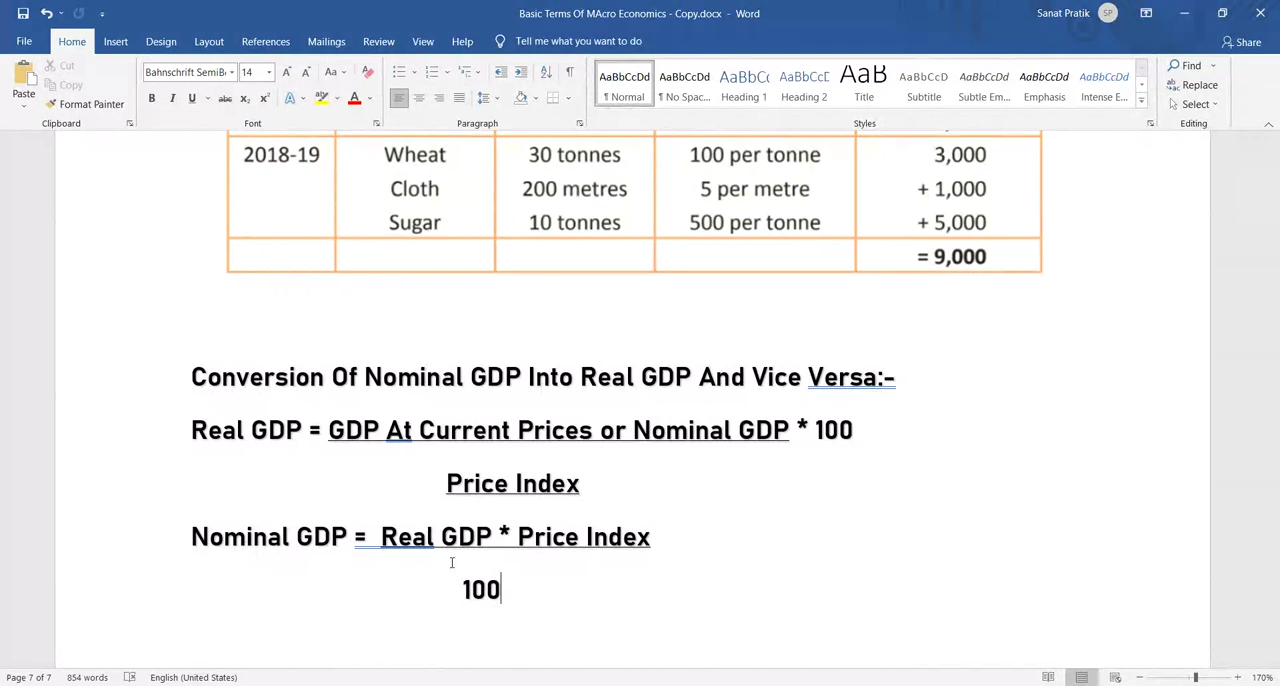 Basic Terms Of MAcro Economics - Copy.docx - Word
Sanat Pratik SP
File Home Insert Design Layout References Mailings Review View Help Tell me what you want to do Share
Paste Cut Copy Format Painter
Clipboard
Bahnschrift SemiB 14 Aa
B I U abc x₂ x² A A
Font
Paragraph
AaBbCcDd AaBbCcDd AaBbCc AaBbCcE AaB AaBbCcD AaBbCcDd AaBbCcDd AaBbCcDd
¶ Normal ¶ No Spac... Heading 1 Heading 2 Title Subtitle Subtle Em... Emphasis Intense E...
Styles
Find
Replace
Select
Editing
2018-19 Wheat 30 tonnes 100 per tonne 3,000
Cloth 200 metres 5 per metre + 1,000
Sugar 10 tonnes 500 per tonne + 5,000
= 9,000
Conversion Of Nominal GDP Into Real GDP And Vice Versa:-
Real GDP = GDP At Current Prices or Nominal GDP * 100
Price Index
Nominal GDP = Real GDP * Price Index
100
Page 7 of 7 854 words English (United States) 170%